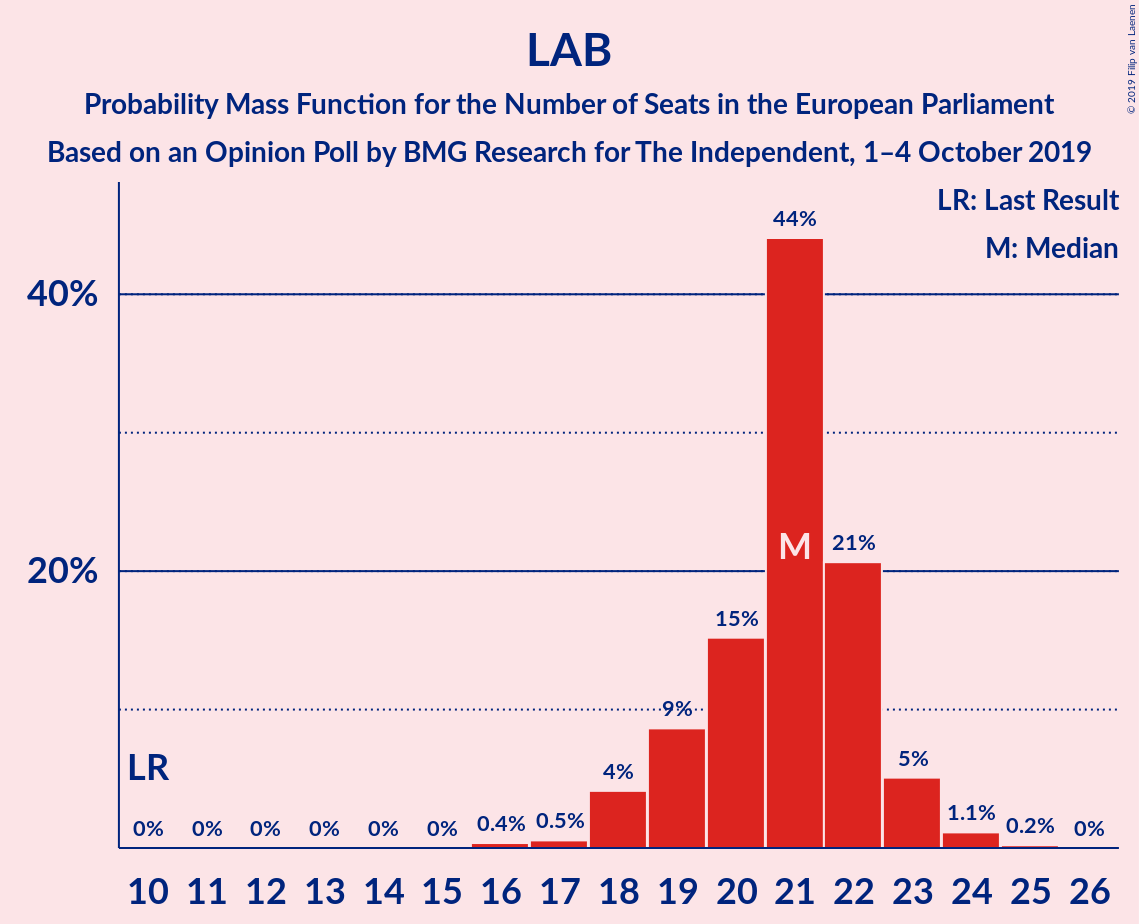 LAB
Probability Mass Function for the Number of Seats in the European Parliament
Based on an Opinion Poll by BMG Research for The Independent, 1–4 October 2019
© 2019 Filip van Laenen
LR: Last Result
M: Median
40%
20%
LR
M
0%
0%
0%
0%
0%
0%
0.4%
0.5%
4%
9%
15%
44%
21%
5%
1.1%
0.2%
0%
10 11 12 13 14 15 16 17 18 19 20 21 22 23 24 25 26